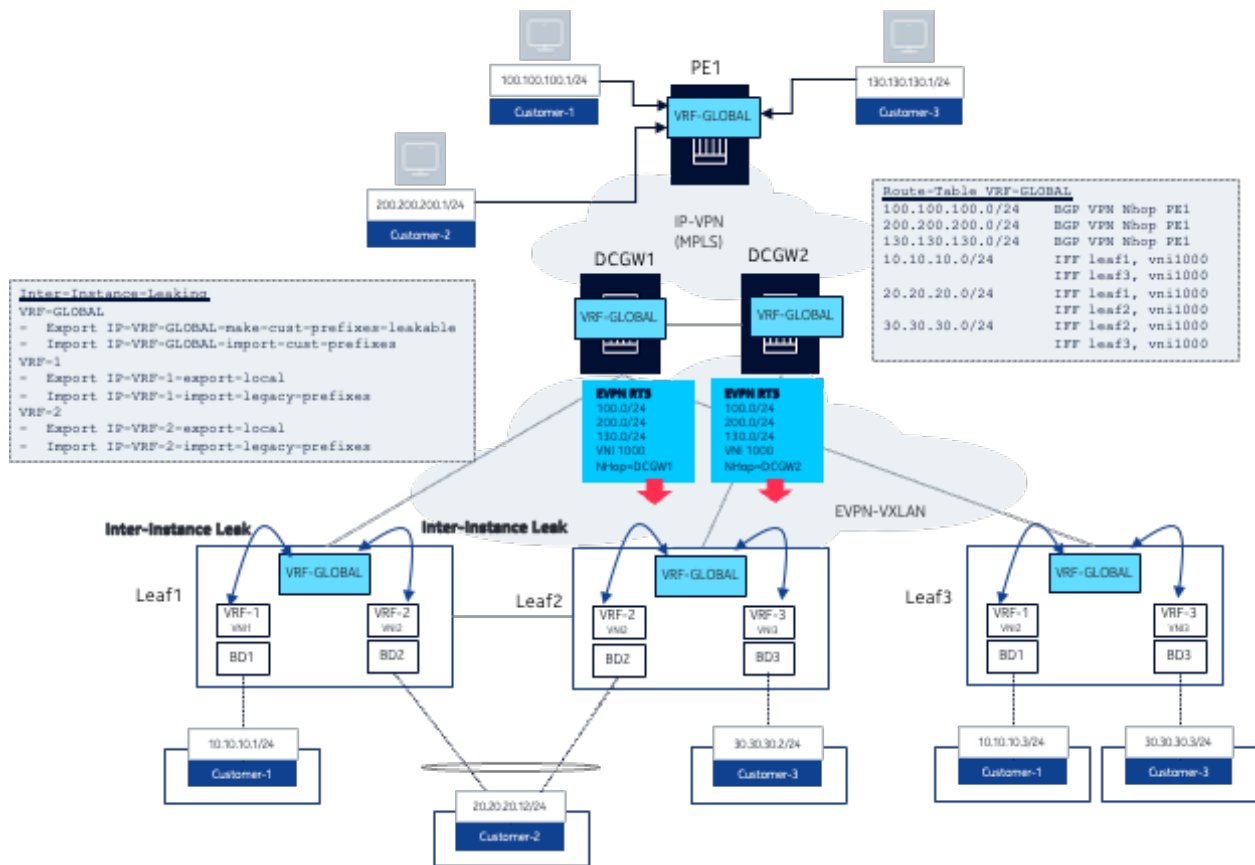 PE1
100.100.100.1/24
Customer-1
130.130.130.1/24
Customer-3
VRF-GLOBAL
200.200.200.1/24
Customer-2
IP-VPN
(MPLS)
Route-Table VRF-GLOBAL
100.100.100.0/24 BGP VPN Nhop PE1
200.200.200.0/24 BGP VPN Nhop PE1
130.130.130.0/24 BGP VPN Nhop PE1
10.10.10.0/24 IFF leaf1, vni1000
IFF leaf3, vni1000
20.20.20.0/24 IFF leaf1, vni1000
IFF leaf2, vni1000
30.30.30.0/24 IFF leaf2, vni1000
IFF leaf3, vni1000
DCGW1
DCGW2
VRF-GLOBAL
VRF-GLOBAL
Inter-Instance-Leaking
VRF-GLOBAL
- Export IP-VRF-GLOBAL-make-cust-prefixes-leakable
- Import IP-VRF-GLOBAL-import-cust-prefixes
VRF-1
- Export IP-VRF-1-export-local
- Import IP-VRF-1-import-legacy-prefixes
VRF-2
- Export IP-VRF-2-export-local
- Import IP-VRF-2-import-legacy-prefixes
EVPN RT5
100.0/24
200.0/24
130.0/24
VNI 1000
NHop=DCGW1
EVPN RT5
100.0/24
200.0/24
130.0/24
VNI 1000
NHop=DCGW2
EVPN-VXLAN
Inter-Instance Leak
Inter-Instance Leak
Leaf1
VRF-GLOBAL
VRF-1
VNI1
BD1
VRF-2
VNI2
BD2
Leaf2
VRF-GLOBAL
VRF-2
VNI2
BD2
VRF-3
VNI3
BD3
Leaf3
VRF-GLOBAL
VRF-1
VNI2
BD1
VRF-3
VNI3
BD3
10.10.10.1/24
Customer-1
20.20.20.12/24
Customer-2
30.30.30.2/24
Customer-3
10.10.10.3/24
Customer-1
30.30.30.3/24
Customer-3